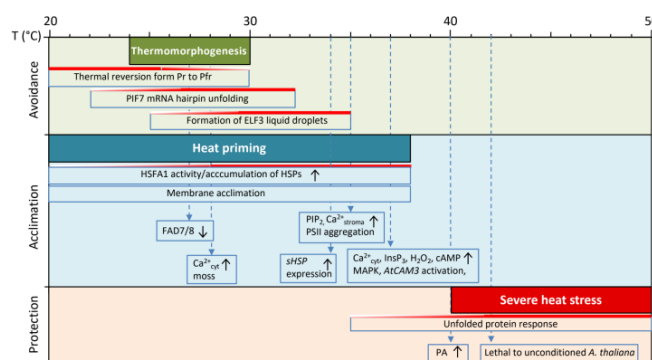 20 30 40 50
T (°C)
Thermomorphogenesis
Avoidance
Thermal reversion form Pr to Pfr
PIF7 mRNA hairpin unfolding
Formation of ELF3 liquid droplets
Heat priming
Acclimation
HSFA1 activity/acccumulation of HSPs ↑
Membrane acclimation
FAD7/8 ↓
PIP2, Ca2+stroma ↑
PSII aggregation
Ca2+cyt ↑
moss
sHSP ↑
expression
Ca2+cyt, InsP3, H2O2, cAMP ↑
MAPK, AtCAM3 activation,
Severe heat stress
Protection
Unfolded protein response
PA ↑
Lethal to unconditioned A. thaliana